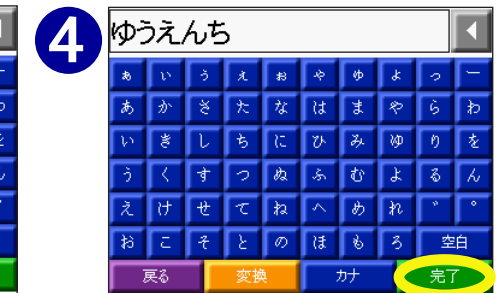 4
ゆうえんち
ぁ ぃ ぅ ぇ ぉ ゃ ゅ ょ っ ー
あ か さ た な は ま や ら わ
い き し ち に ひ み ゆ り を
う く す つ ぬ ふ む よ る ん
え け せ て ね へ め れ ゛ ゜
お こ そ と の ほ も ろ 空白
戻る 変換 カナ 完了